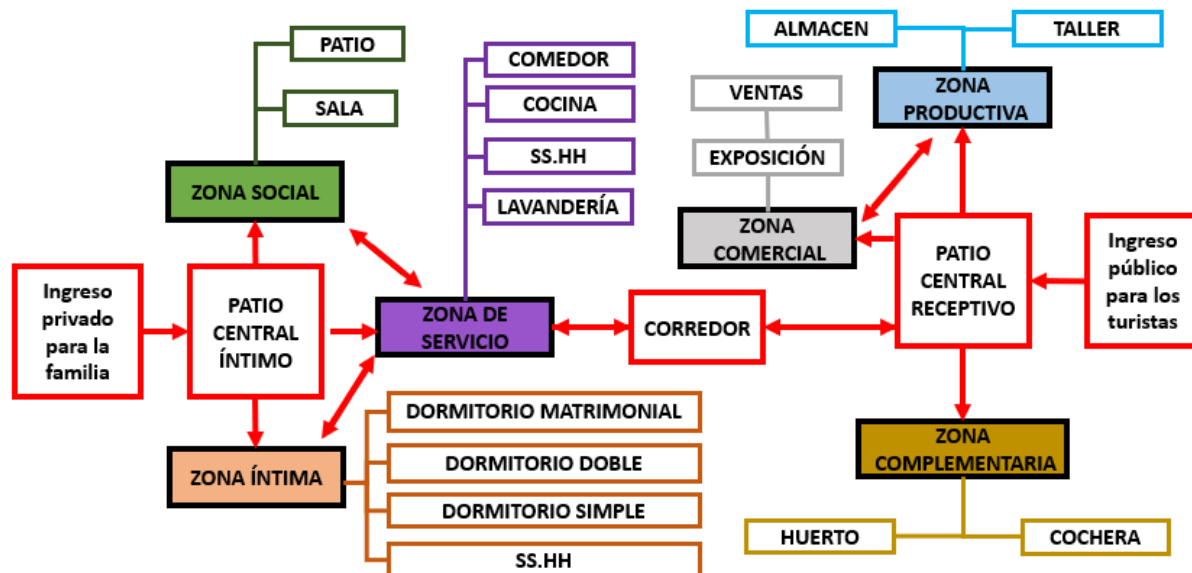 PATIO
SALA
ZONA SOCIAL
COMEDOR
COCINA
SS.HH
LAVANDERÍA
VENTAS
EXPOSICIÓN
ZONA
COMERCIAL
ALMACEN
TALLER
ZONA
PRODUCTIVA
Ingreso
privado
para la
familia
PATIO
CENTRAL
ÍNTIMO
ZONA DE
SERVICIO
CORREDOR
PATIO
CENTRAL
RECEPTIVO
Ingreso
público
para los
turistas
ZONA ÍNTIMA
DORMITORIO MATRIMONIAL
DORMITORIO DOBLE
DORMITORIO SIMPLE
SS.HH
ZONA
COMPLEMENTARIA
HUERTO
COCHERA